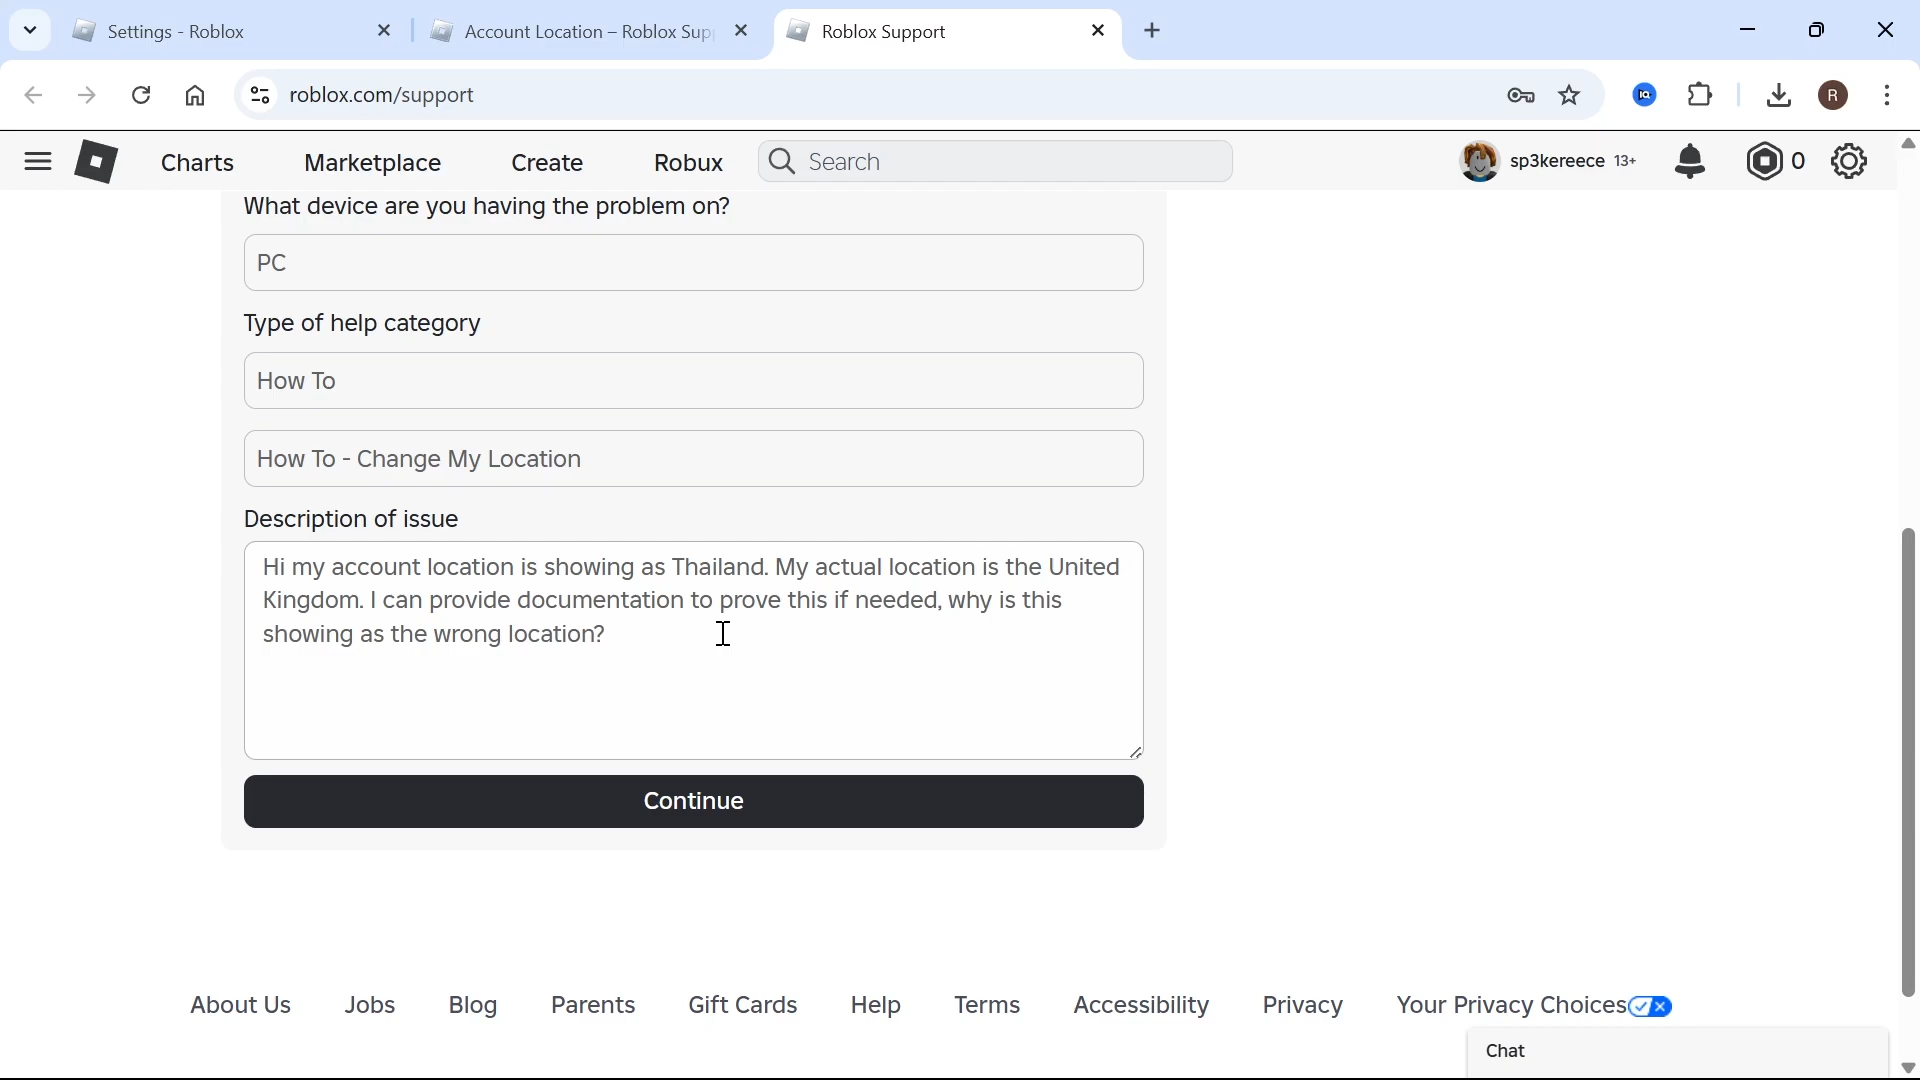 Settings - Roblox
Account Location – Roblox Sup
Roblox Support
roblox.com/support
R
Charts
Marketplace
Create
Robux
Search
sp3kereece 13+
0
What device are you having the problem on?
PC
Type of help category
How To
How To - Change My Location
Description of issue
Hi my account location is showing as Thailand. My actual location is the United
Kingdom. I can provide documentation to prove this if needed, why is this
showing as the wrong location?
Continue
About Us
Jobs
Blog
Parents
Gift Cards
Help
Terms
Accessibility
Privacy
Your Privacy Choices
Chat